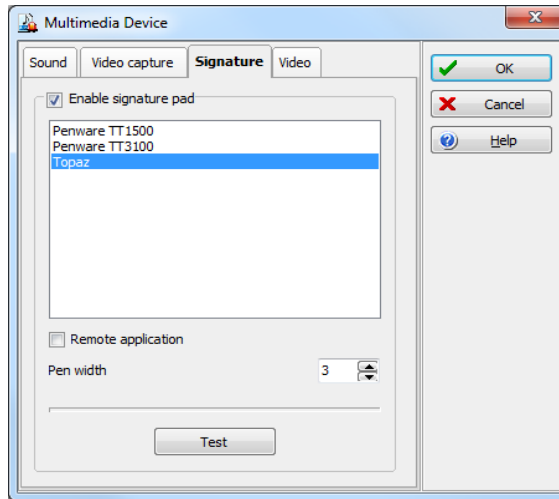 Multimedia Device
Sound Video capture Signature Video
Enable signature pad
Penware TT1500
Penware TT3100
Topaz
Remote application
Pen width 3
Test
OK
Cancel
Help